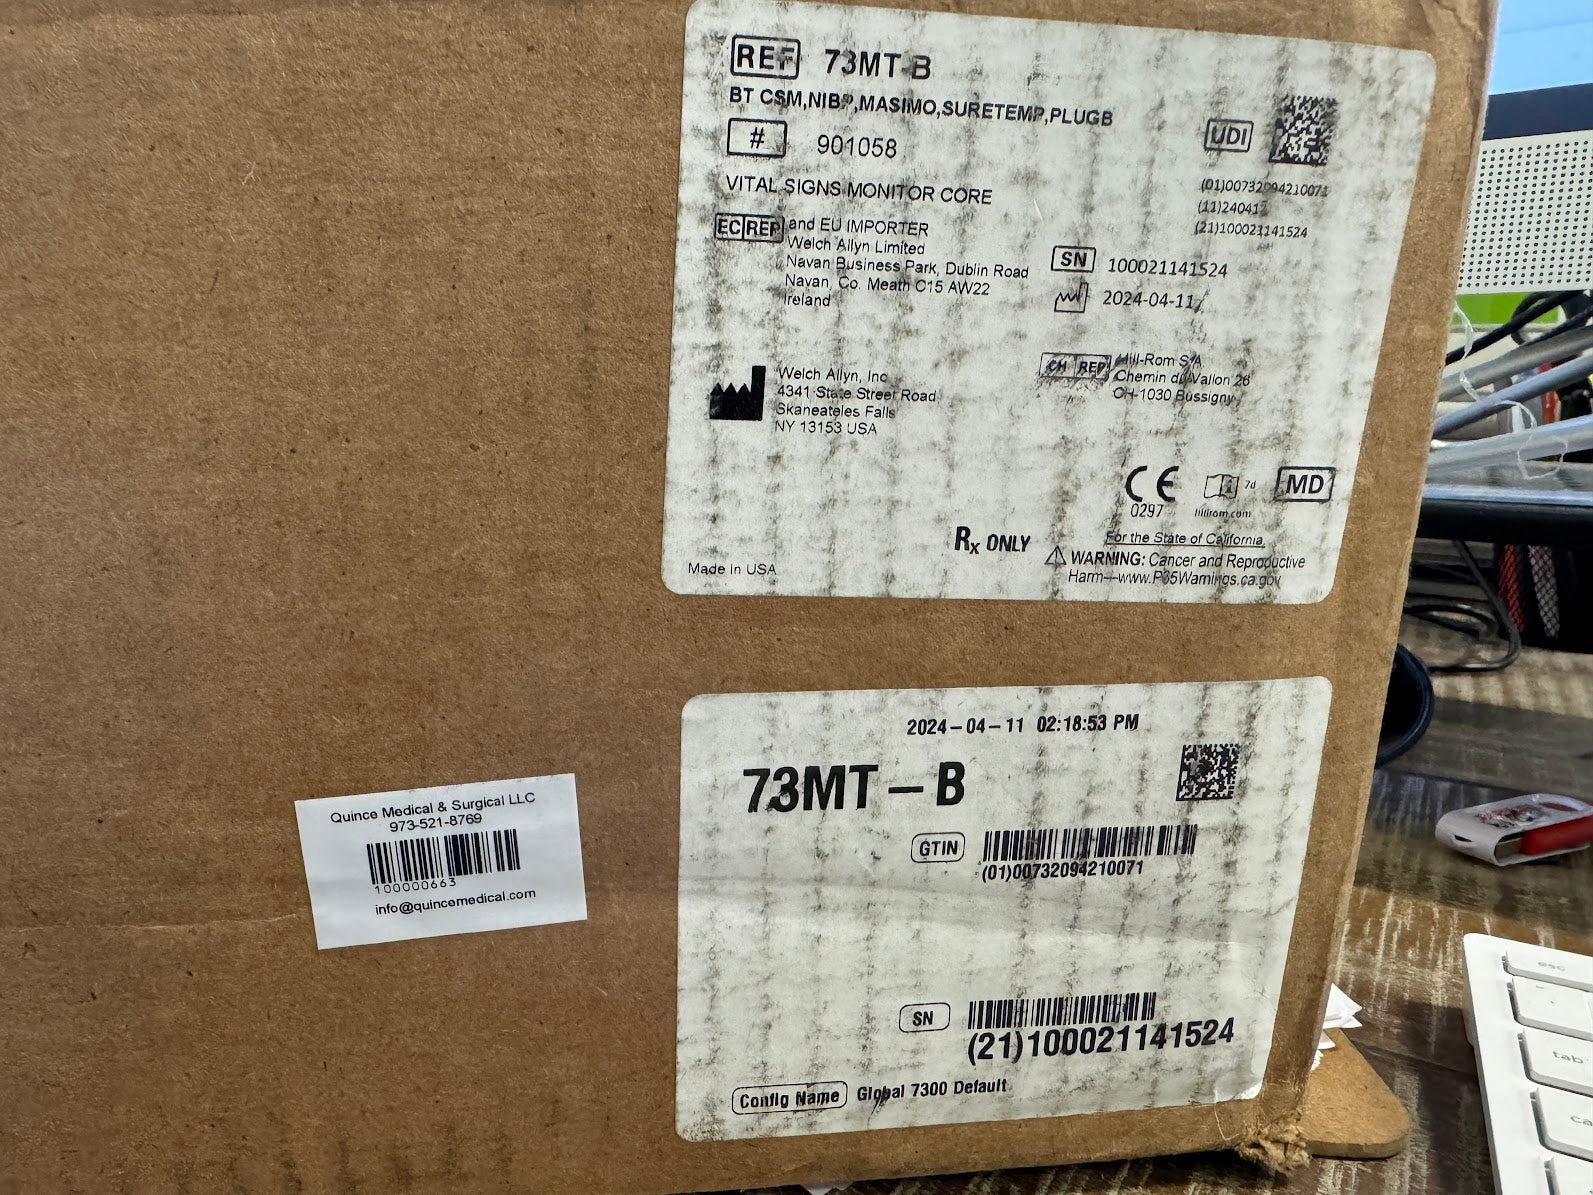 REF 73MT-B
BT CSM,NIBP,MASIMO,SURETEMP,PLUGB
# 901058
VITAL SIGNS MONITOR CORE
UDI
(01)00732094210071
(11)240411
(21)100021141524
EC REP and EU IMPORTER
Welch Allyn Limited
Navan Business Park, Dublin Road
Navan, Co. Meath C15 AW22
Ireland
SN 100021141524
2024-04-11
Welch Allyn, Inc
4341 State Street Road
Skaneateles Falls
NY 13153 USA
CH REP Hill-Rom S/A
Chemin du Vallon 26
CH-1030 Bussigny
CE
0297
7d
hillrom.com
MD
Rx ONLY
For the State of California
WARNING: Cancer and Reproductive
Harm—www.P65Warnings.ca.gov
Made in USA
2024-04-11 02:18:53 PM
73MT-B
GTIN
(01)00732094210071
SN
(21)100021141524
Config Name Global 7300 Default
Quince Medical & Surgical LLC
973-521-8769
100000663
info@quincemedical.com
esc
tab